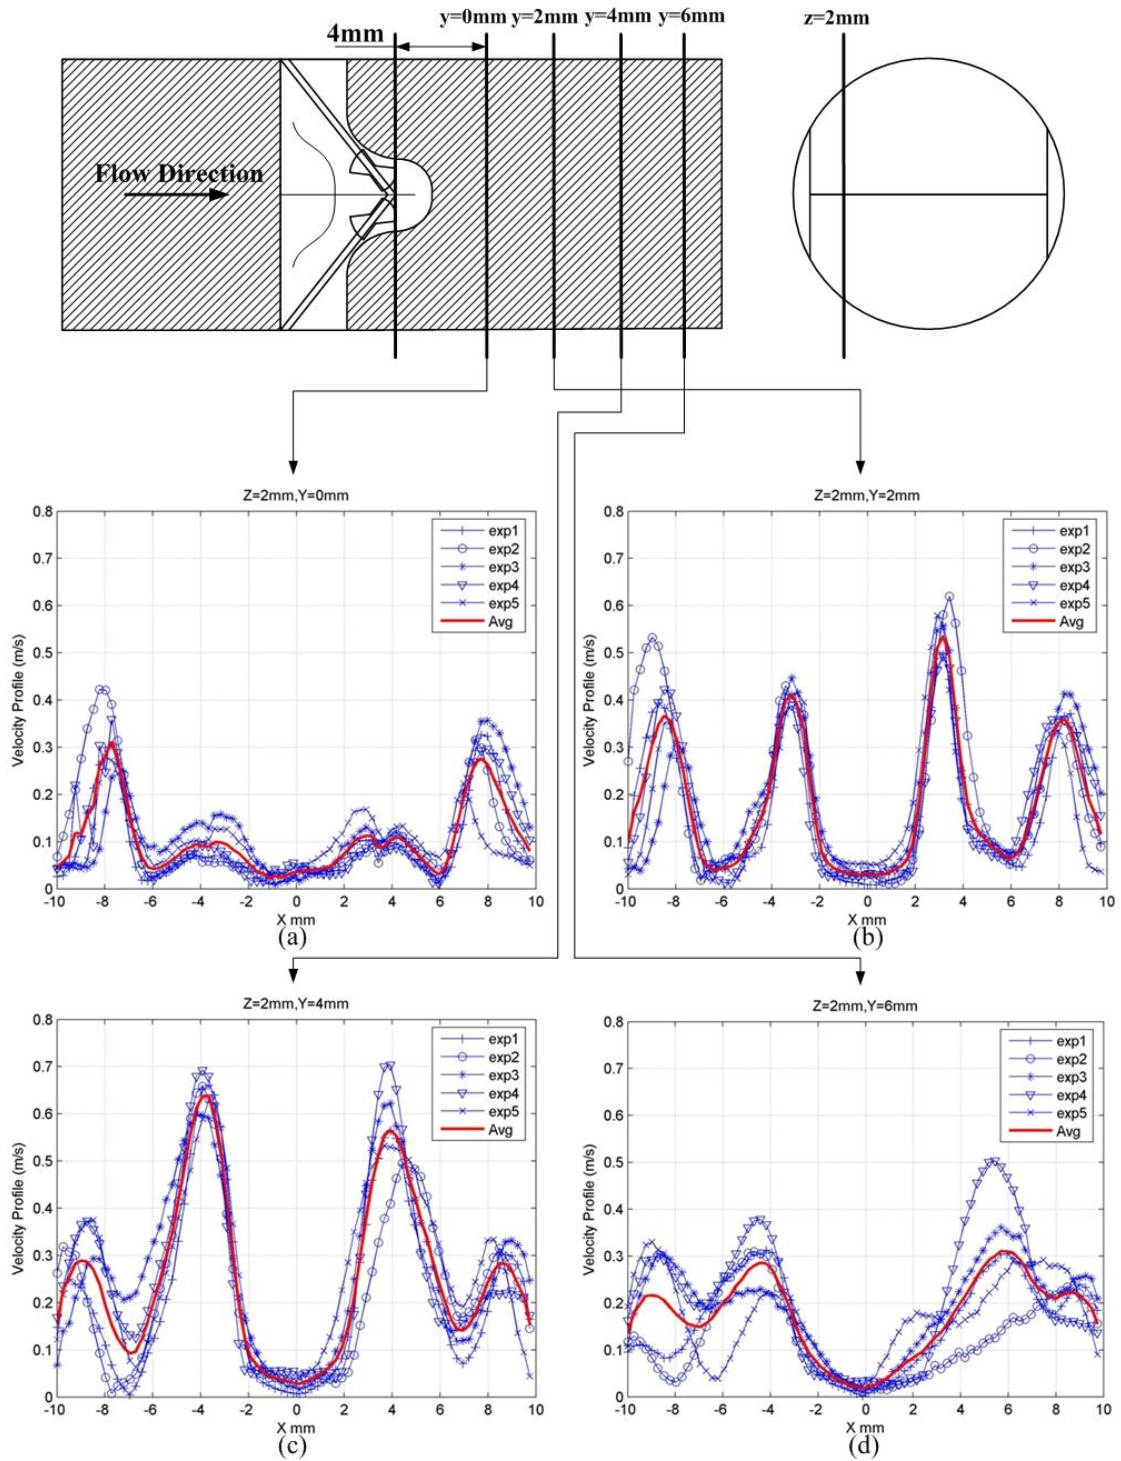 y=0mm y=2mm y=4mm y=6mm z=2mm
4mm
Flow Direction
Z=2mm,Y=0mm
0.8
0.7
0.6
0.5
0.4
0.3
0.2
0.1
0
Velocity Profile (m/s)
exp1
exp2
exp3
exp4
exp5
Avg
-10 -8 -6 -4 -2 0 2 4 6 8 10
X mm
(a)
Z=2mm,Y=2mm
0.8
0.7
0.6
0.5
0.4
0.3
0.2
0.1
0
Velocity Profile (m/s)
exp1
exp2
exp3
exp4
exp5
Avg
-10 -8 -6 -4 -2 0 2 4 6 8 10
X mm
(b)
Z=2mm,Y=4mm
0.8
0.7
0.6
0.5
0.4
0.3
0.2
0.1
0
Velocity Profile (m/s)
exp1
exp2
exp3
exp4
exp5
Avg
-10 -8 -6 -4 -2 0 2 4 6 8 10
X mm
(c)
Z=2mm,Y=6mm
0.8
0.7
0.6
0.5
0.4
0.3
0.2
0.1
0
Velocity Profile (m/s)
exp1
exp2
exp3
exp4
exp5
Avg
-10 -8 -6 -4 -2 0 2 4 6 8 10
X mm
(d)